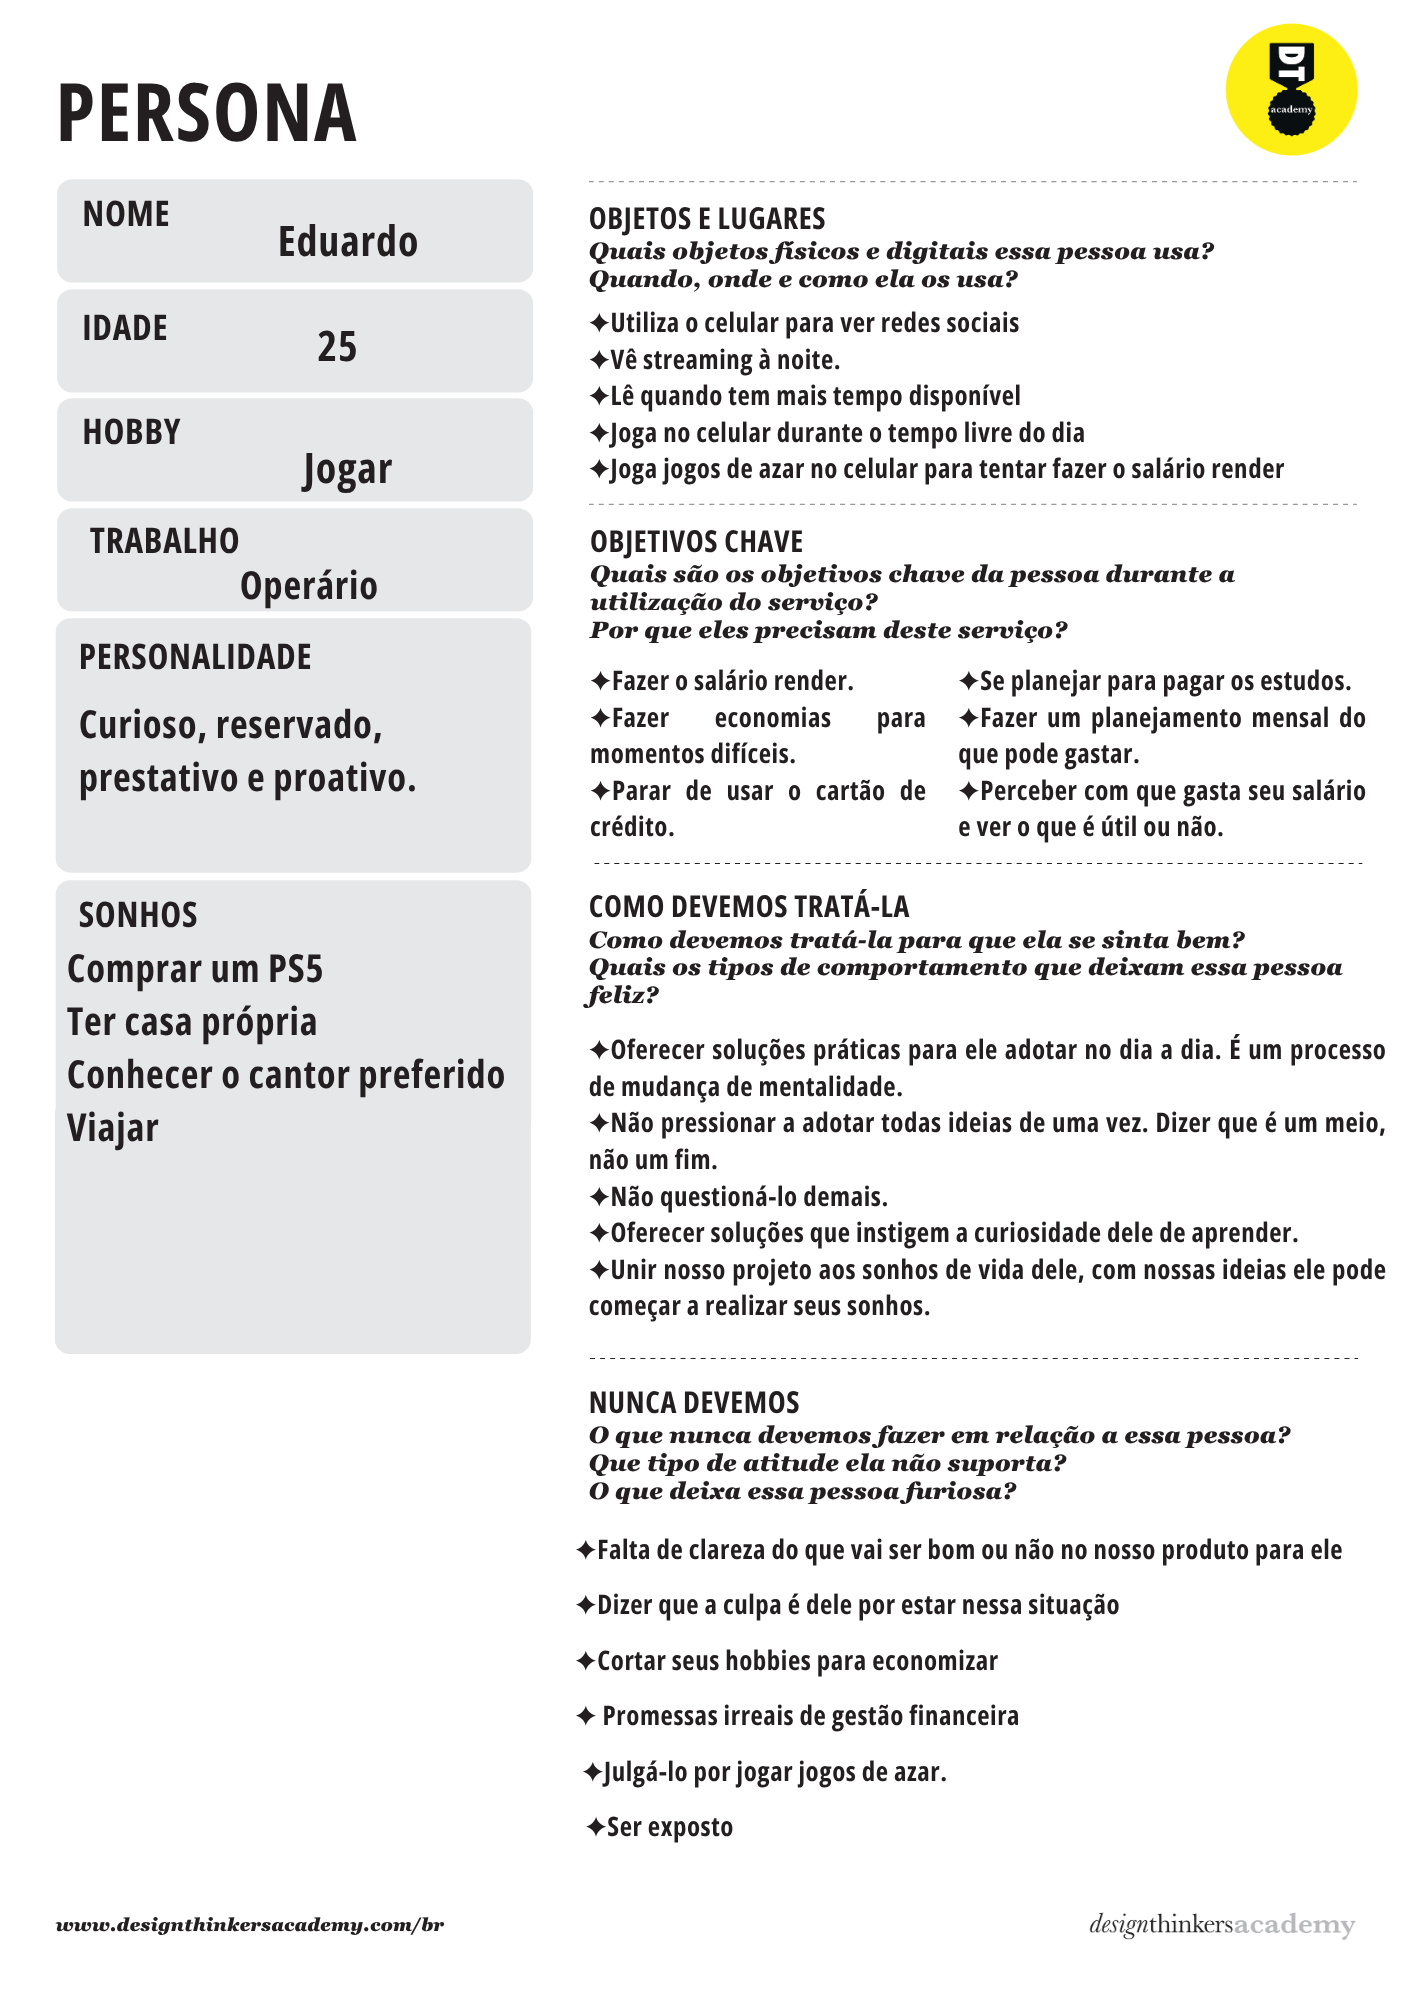 PERSONA
DT
academy
NOME
Eduardo
IDADE
25
HOBBY
Jogar
TRABALHO
Operário
PERSONALIDADE
Curioso, reservado,
prestativo e proativo.
SONHOS
Comprar um PS5
Ter casa própria
Conhecer o cantor preferido
Viajar
OBJETOS E LUGARES
Quais objetos físicos e digitais essa pessoa usa?
Quando, onde e como ela os usa?
✦Utiliza o celular para ver redes sociais
✦Vê streaming à noite.
✦Lê quando tem mais tempo disponível
✦Joga no celular durante o tempo livre do dia
✦Joga jogos de azar no celular para tentar fazer o salário render
OBJETIVOS CHAVE
Quais são os objetivos chave da pessoa durante a
utilização do serviço?
Por que eles precisam deste serviço?
✦Fazer o salário render.
✦Fazer economias para
momentos difíceis.
✦Parar de usar o cartão de
crédito.
✦Se planejar para pagar os estudos.
✦Fazer um planejamento mensal do
que pode gastar.
✦Perceber com que gasta seu salário
e ver o que é útil ou não.
COMO DEVEMOS TRATÁ-LA
Como devemos tratá-la para que ela se sinta bem?
Quais os tipos de comportamento que deixam essa pessoa
feliz?
✦Oferecer soluções práticas para ele adotar no dia a dia. É um processo
de mudança de mentalidade.
✦Não pressionar a adotar todas ideias de uma vez. Dizer que é um meio,
não um fim.
✦Não questioná-lo demais.
✦Oferecer soluções que instigem a curiosidade dele de aprender.
✦Unir nosso projeto aos sonhos de vida dele, com nossas ideias ele pode
começar a realizar seus sonhos.
NUNCA DEVEMOS
O que nunca devemos fazer em relação a essa pessoa?
Que tipo de atitude ela não suporta?
O que deixa essa pessoa furiosa?
✦Falta de clareza do que vai ser bom ou não no nosso produto para ele
✦Dizer que a culpa é dele por estar nessa situação
✦Cortar seus hobbies para economizar
✦ Promessas irreais de gestão financeira
✦Julgá-lo por jogar jogos de azar.
✦Ser exposto
www.designthinkersacademy.com/br
designthinkersacademy